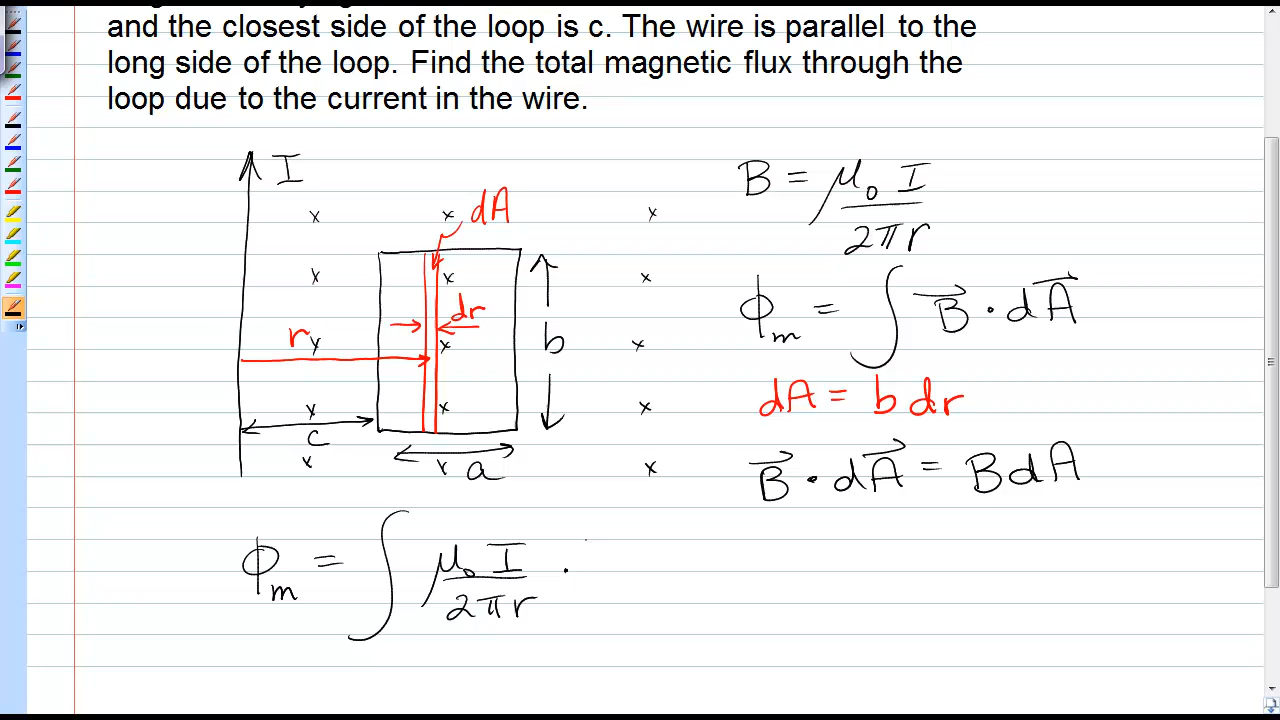 and the closest side of the loop is c. The wire is parallel to the
long side of the loop. Find the total magnetic flux through the
loop due to the current in the wire.
I
dA
dr
r
b
c
a
B = μ₀ I / 2πr
ϕₘ = ∫ B⃗ · dA⃗
dA = b dr
B⃗ · dA⃗ = B dA
ϕₘ = ∫ μ₀ I / 2πr ·